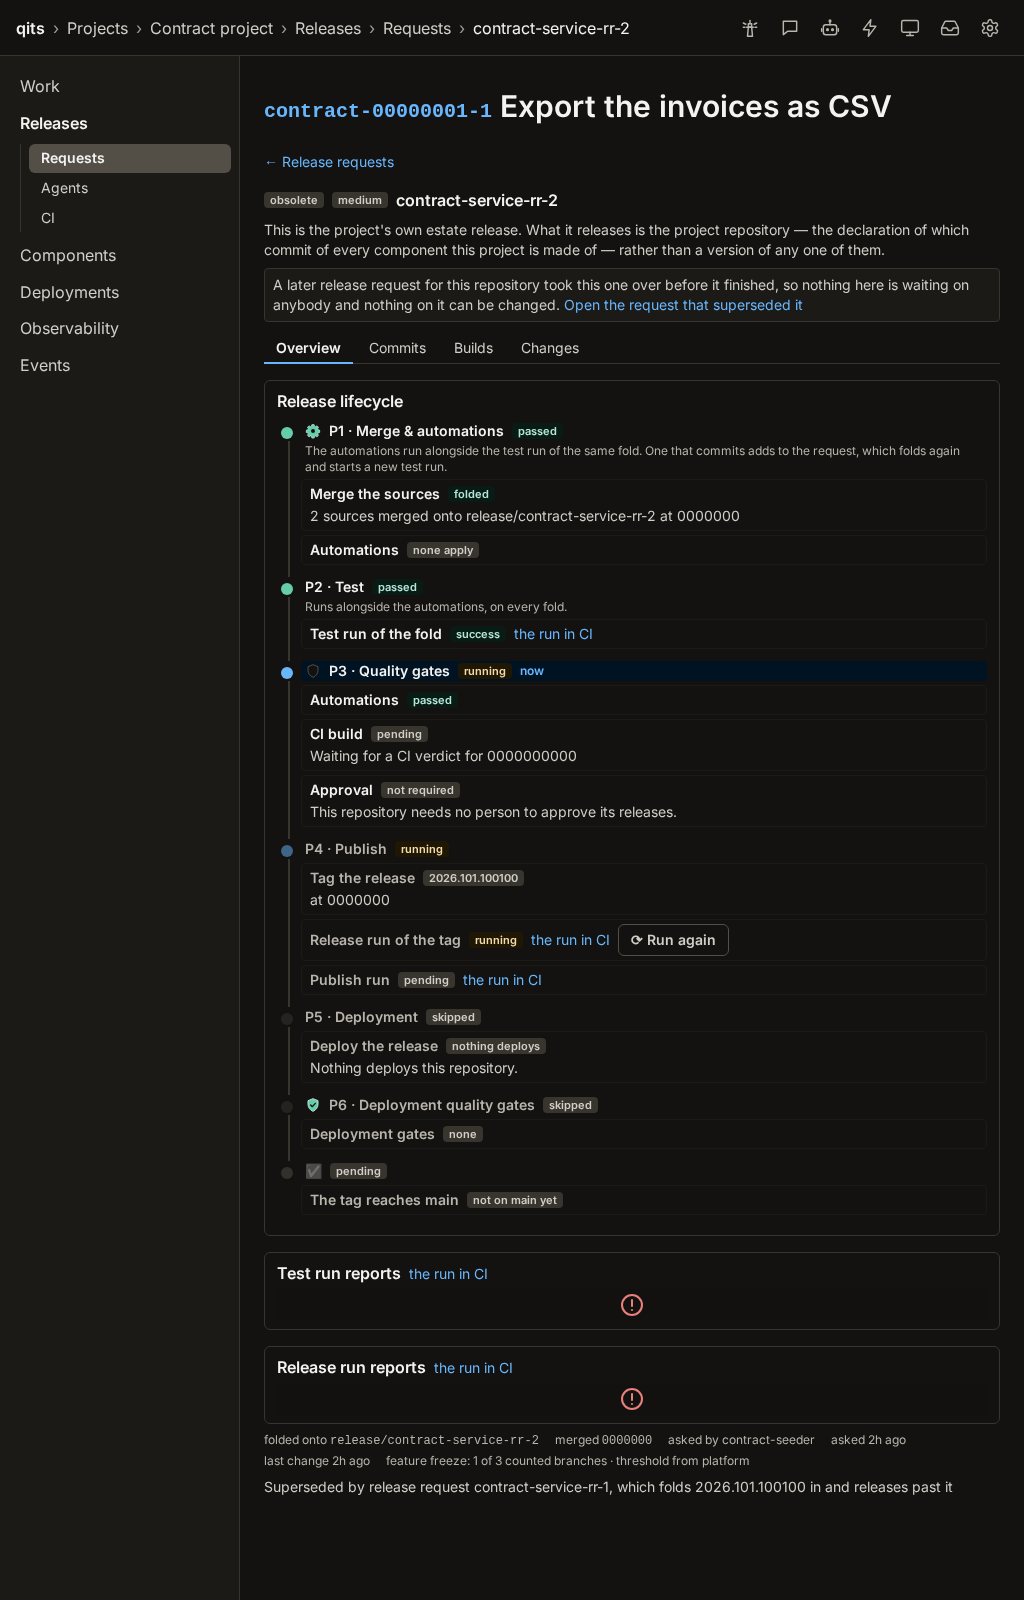 qits › Projects › Contract project › Releases › Requests › contract-service-rr-2
Work
Releases
Requests
Agents
CI
Components
Deployments
Observability
Events
contract-00000001-1 Export the invoices as CSV
← Release requests
obsolete medium contract-service-rr-2
This is the project's own estate release. What it releases is the project repository — the declaration of which
commit of every component this project is made of — rather than a version of any one of them.
A later release request for this repository took this one over before it finished, so nothing here is waiting on
anybody and nothing on it can be changed. Open the request that superseded it
Overview Commits Builds Changes
Release lifecycle
P1 · Merge & automations passed
The automations run alongside the test run of the same fold. One that commits adds to the request, which folds again
and starts a new test run.
Merge the sources folded
2 sources merged onto release/contract-service-rr-2 at 0000000
Automations none apply
P2 · Test passed
Runs alongside the automations, on every fold.
Test run of the fold success the run in CI
P3 · Quality gates running now
Automations passed
CI build pending
Waiting for a CI verdict for 0000000000
Approval not required
This repository needs no person to approve its releases.
P4 · Publish running
Tag the release 2026.101.100100
at 0000000
Release run of the tag running the run in CI ⟳ Run again
Publish run pending the run in CI
P5 · Deployment skipped
Deploy the release nothing deploys
Nothing deploys this repository.
P6 · Deployment quality gates skipped
Deployment gates none
pending
The tag reaches main not on main yet
Test run reports the run in CI
Release run reports the run in CI
folded onto release/contract-service-rr-2 merged 0000000 asked by contract-seeder asked 2h ago
last change 2h ago feature freeze: 1 of 3 counted branches · threshold from platform
Superseded by release request contract-service-rr-1, which folds 2026.101.100100 in and releases past it